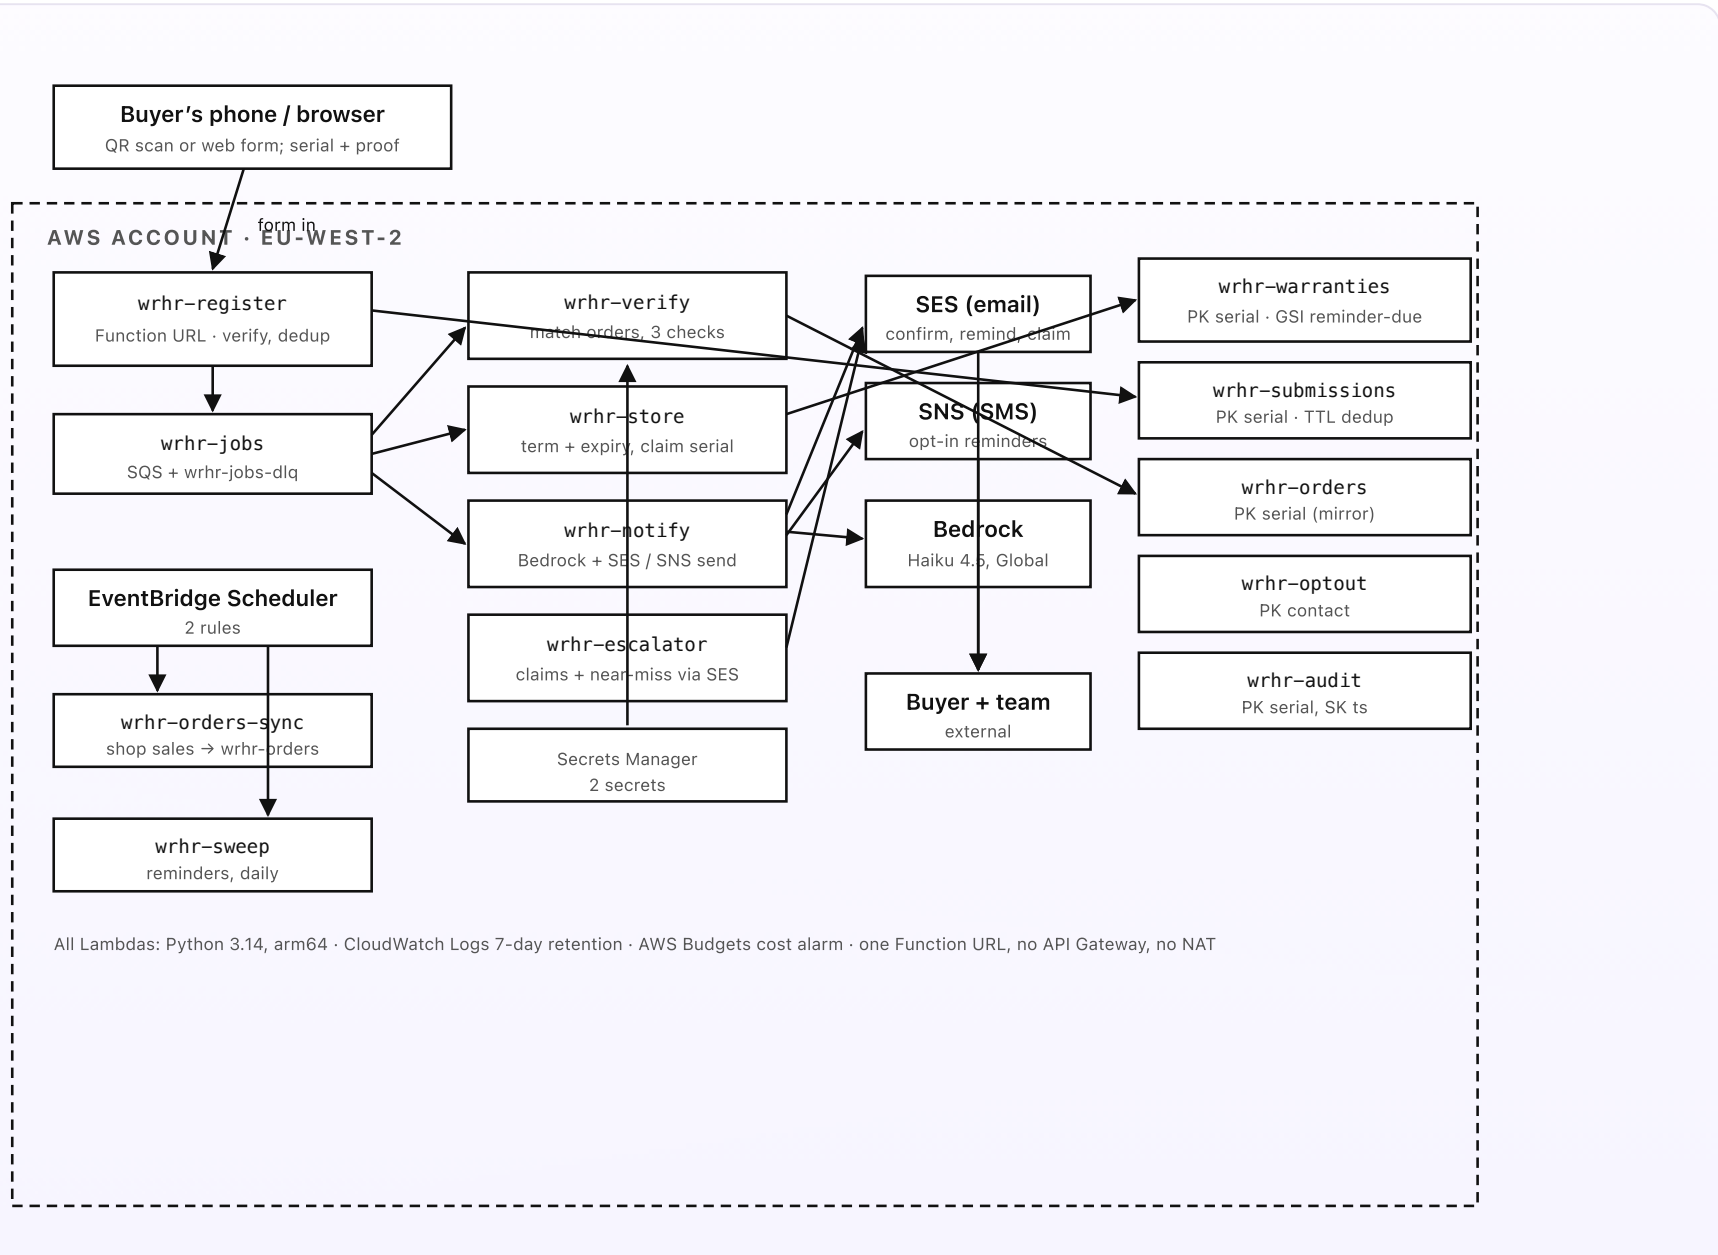 Buyer’s phone / browser
QR scan or web form; serial + proof
form in
AWS ACCOUNT · EU-WEST-2
wrhr-register
Function URL · verify, dedup
wrhr-jobs
SQS + wrhr-jobs-dlq
EventBridge Scheduler
2 rules
wrhr-orders-sync
shop sales → wrhr-orders
wrhr-sweep
reminders, daily
wrhr-verify
match orders, 3 checks
wrhr-store
term + expiry, claim serial
wrhr-notify
Bedrock + SES / SNS send
wrhr-escalator
claims + near-miss via SES
Secrets Manager
2 secrets
SES (email)
confirm, remind, claim
SNS (SMS)
opt-in reminders
Bedrock
Haiku 4.5, Global
Buyer + team
external
wrhr-warranties
PK serial · GSI reminder-due
wrhr-submissions
PK serial · TTL dedup
wrhr-orders
PK serial (mirror)
wrhr-optout
PK contact
wrhr-audit
PK serial, SK ts
All Lambdas: Python 3.14, arm64 · CloudWatch Logs 7-day retention · AWS Budgets cost alarm · one Function URL, no API Gateway, no NAT